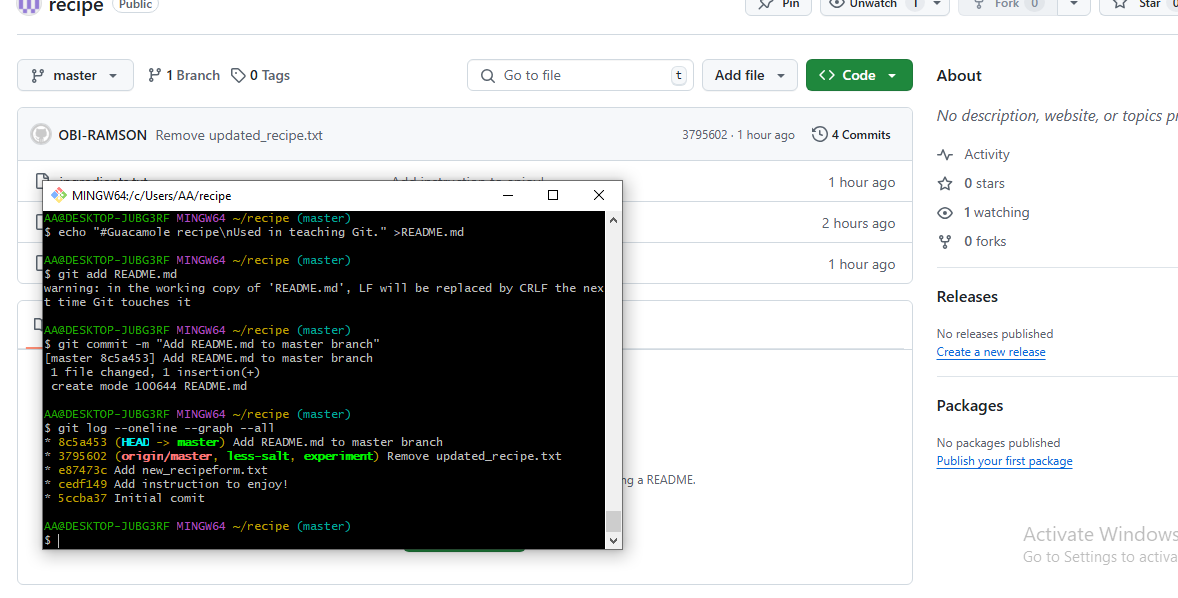 recipe Public
Pin Unwatch 1 Fork 0 Star 0
master 1 Branch 0 Tags Go to file t Add file Code
OBI-RAMSON Remove updated_recipe.txt 3795602 · 1 hour ago 4 Commits
ingredients.txt Add instruction to enjoy! 1 hour ago
2 hours ago
1 hour ago
MINGW64:/c/Users/AA/recipe
AA@DESKTOP-JUBG3RF MINGW64 ~/recipe (master)
$ echo "#Guacamole recipe\nUsed in teaching Git." >README.md
AA@DESKTOP-JUBG3RF MINGW64 ~/recipe (master)
$ git add README.md
warning: in the working copy of 'README.md', LF will be replaced by CRLF the nex
t time Git touches it
AA@DESKTOP-JUBG3RF MINGW64 ~/recipe (master)
$ git commit -m "Add README.md to master branch"
[master 8c5a453] Add README.md to master branch
1 file changed, 1 insertion(+)
create mode 100644 README.md
AA@DESKTOP-JUBG3RF MINGW64 ~/recipe (master)
$ git log --oneline --graph --all
* 8c5a453 (HEAD -> master) Add README.md to master branch
* 3795602 (origin/master, less-salt, experiment) Remove updated_recipe.txt
* e87473c Add new_recipeform.txt
* cedf149 Add instruction to enjoy!
* 5ccba37 Initial comit
AA@DESKTOP-JUBG3RF MINGW64 ~/recipe (master)
$
ng a README.
About
No description, website, or topics pr
Activity
0 stars
1 watching
0 forks
Releases
No releases published
Create a new release
Packages
No packages published
Publish your first package
Activate Windows
Go to Settings to activa